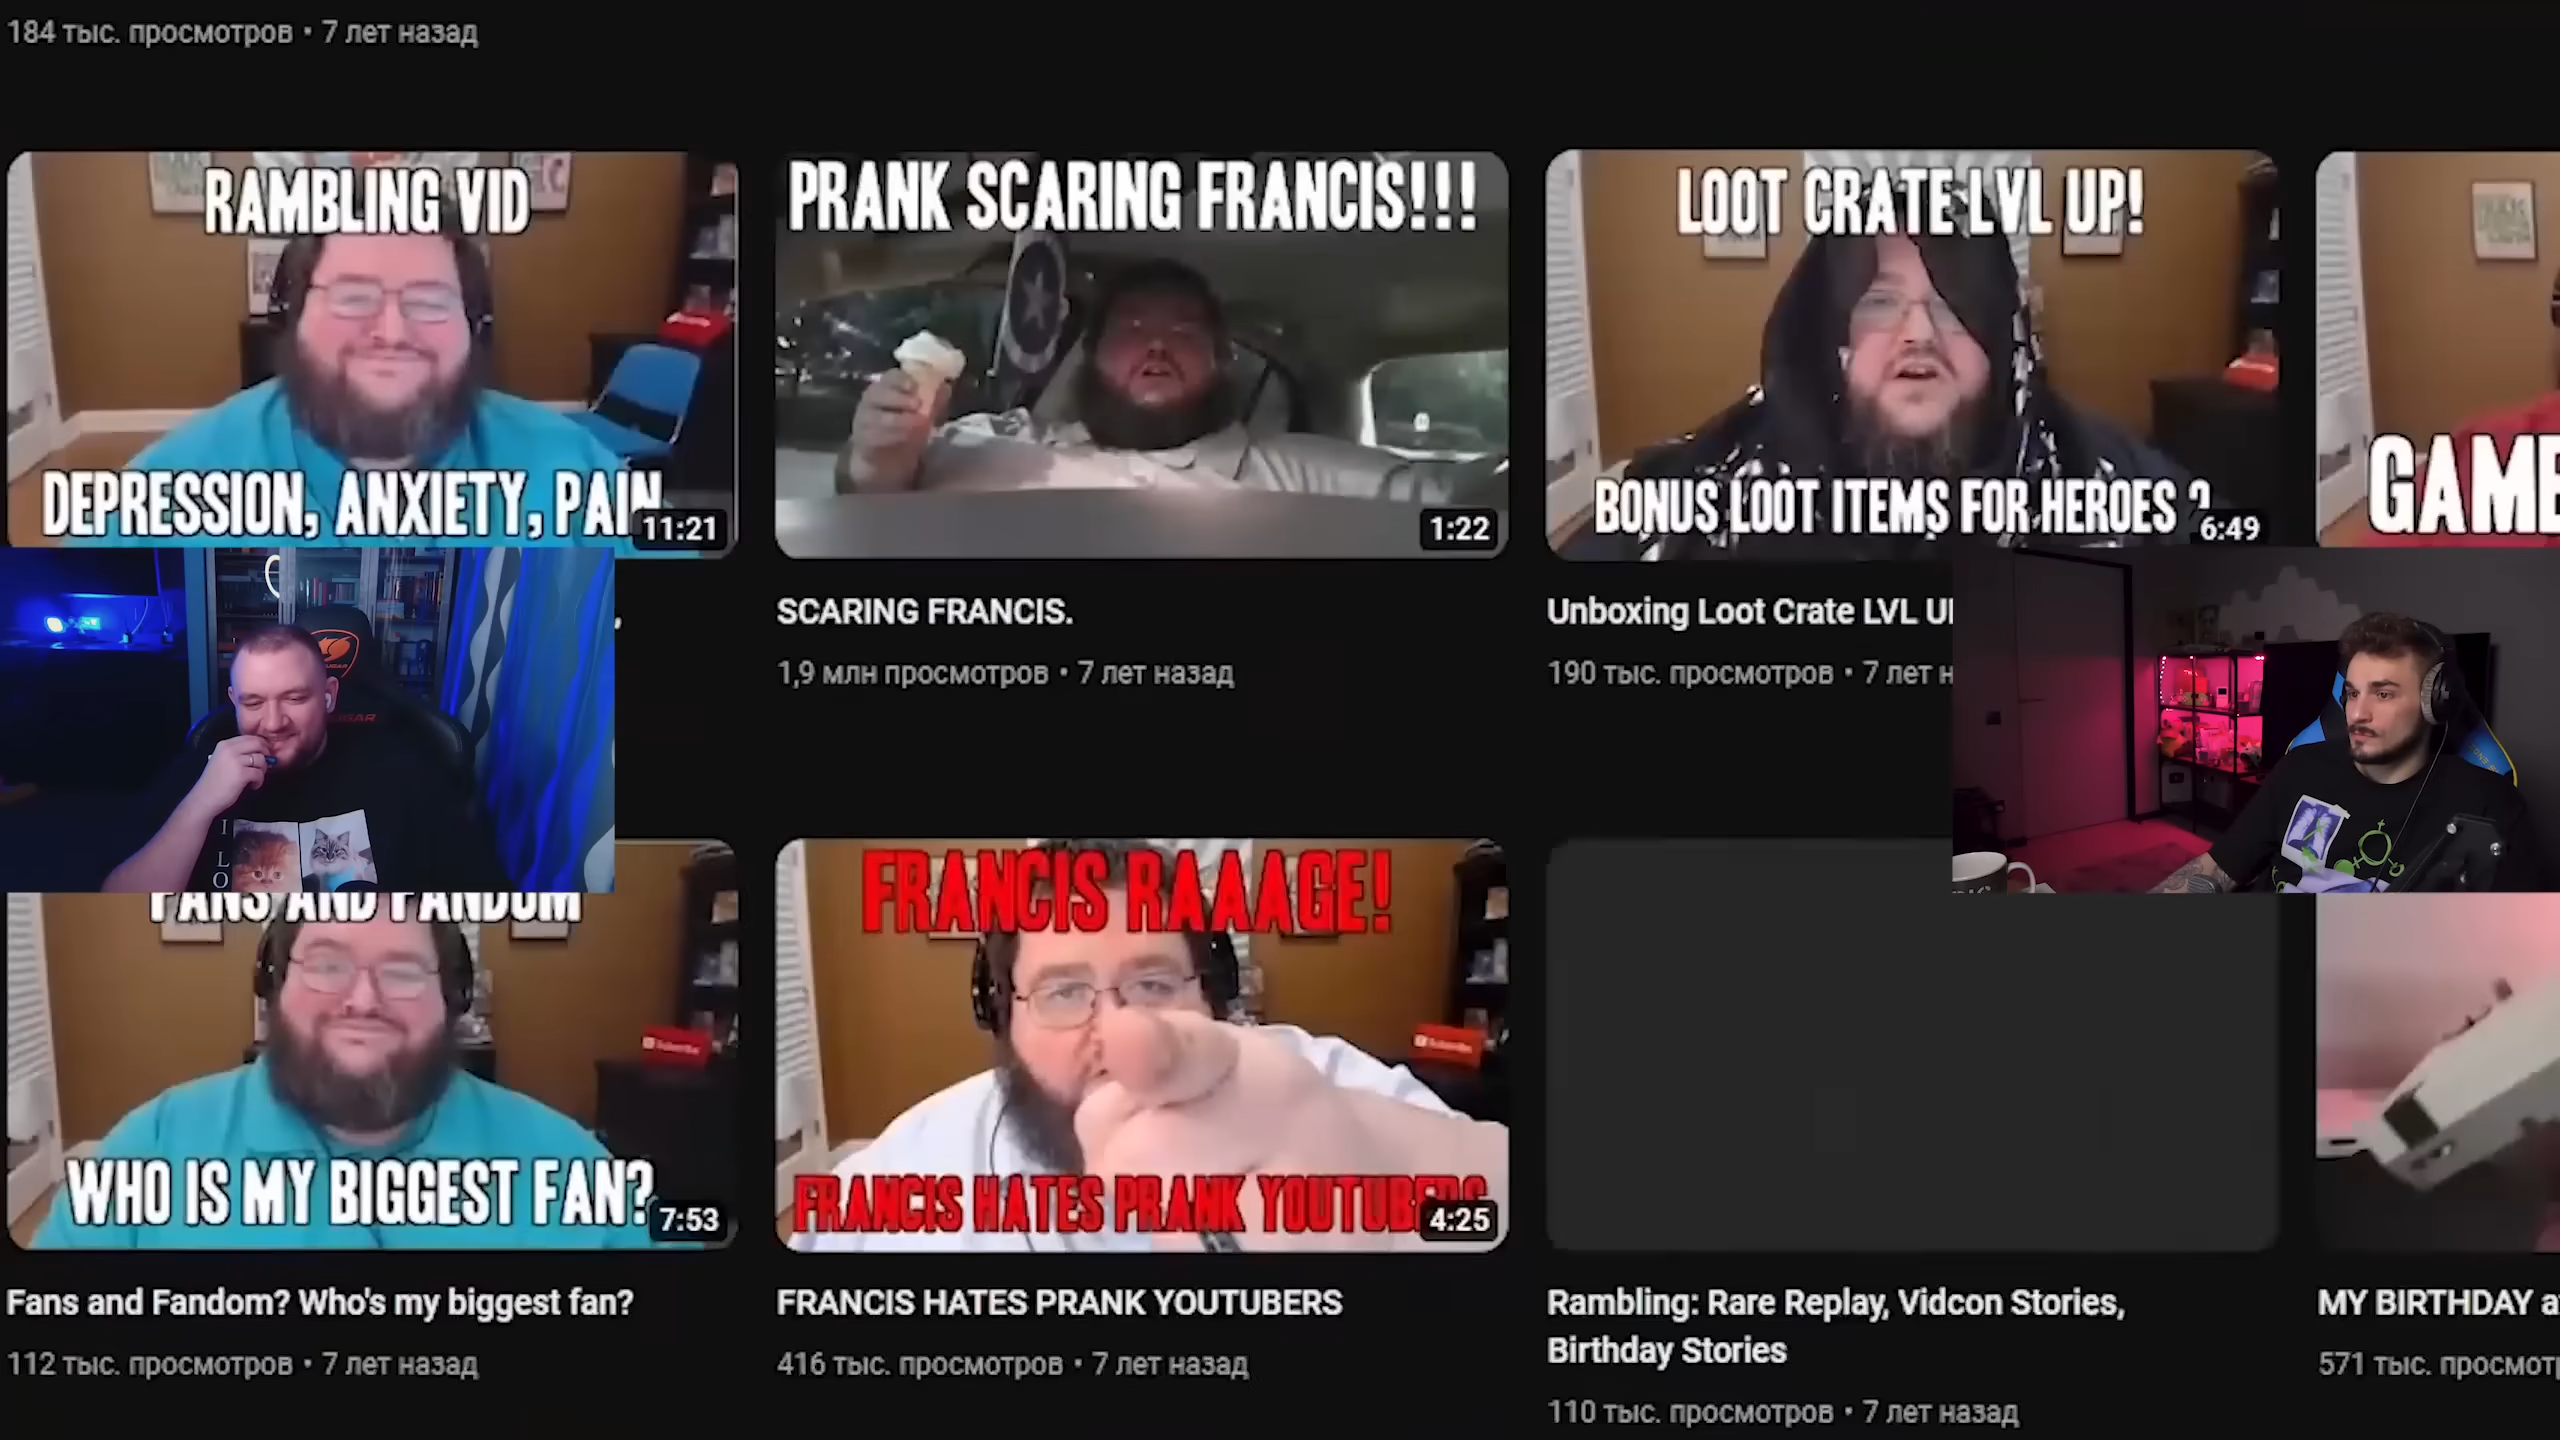 184 тыс. просмотров • 7 лет назад
RAMBLING VID
DEPRESSION, ANXIETY, PAIN
11:21
PRANK SCARING FRANCIS!!!
1:22
LOOT CRATE LVL UP!
BONUS LOOT ITEMS FOR HEROES 2
6:49
GAME
SCARING FRANCIS.
1,9 млн просмотров • 7 лет назад
Unboxing Loot Crate LVL U
190 тыс. просмотров • 7 лет н
I
L
O
FANS AND FANDOM
WHO IS MY BIGGEST FAN?
7:53
FRANCIS RAAAGE!
FRANCIS HATES PRANK YOUTUBERS
4:25
Fans and Fandom? Who's my biggest fan?
112 тыс. просмотров • 7 лет назад
FRANCIS HATES PRANK YOUTUBERS
416 тыс. просмотров • 7 лет назад
Rambling: Rare Replay, Vidcon Stories,
Birthday Stories
110 тыс. просмотров • 7 лет назад
MY BIRTHDAY a
571 тыс. просмот